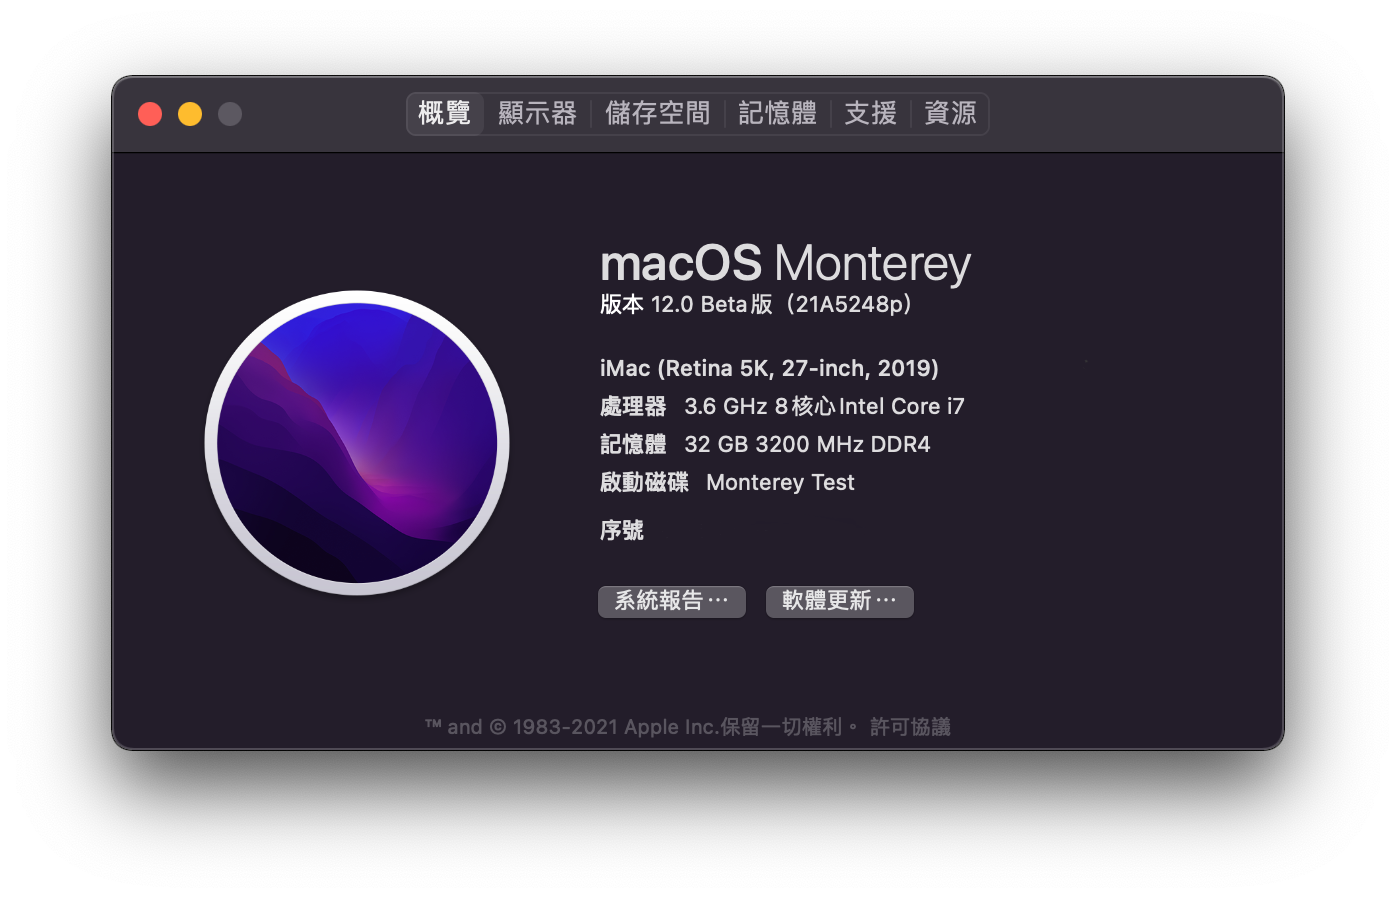 概覽 顯示器 儲存空間 記憶體 支援 資源
macOS Monterey
版本 12.0 Beta版（21A5248p）
iMac (Retina 5K, 27-inch, 2019)
處理器 3.6 GHz 8核心Intel Core i7
記憶體 32 GB 3200 MHz DDR4
啟動磁碟 Monterey Test
序號
系統報告⋯ 軟體更新⋯
™ and © 1983-2021 Apple Inc.保留一切權利。 許可協議